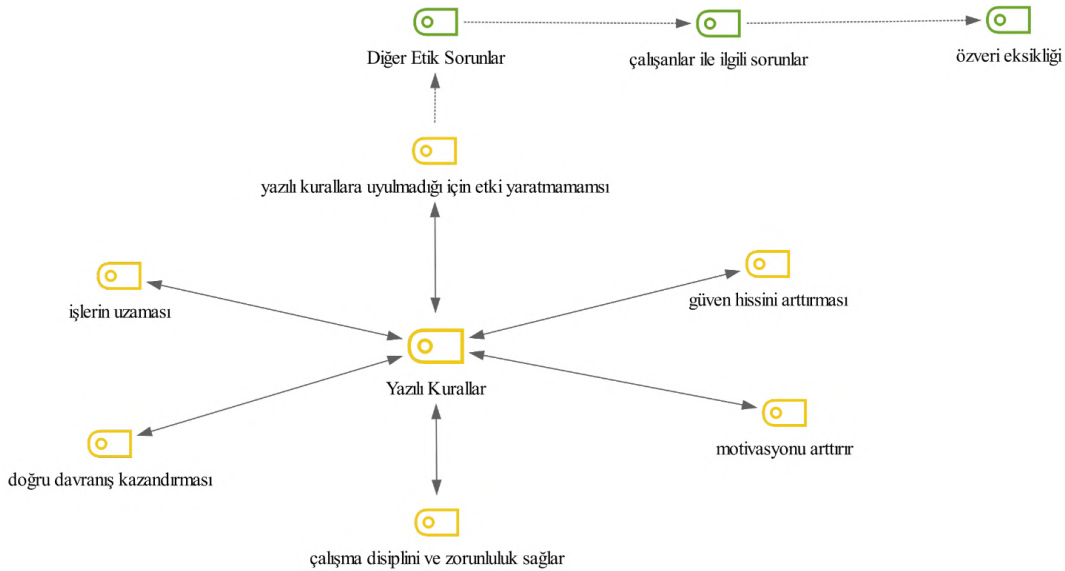 Diğer Etik Sorunlar
çalışanlar ile ilgili sorunlar
özveri eksikliği
yazılı kurallara uyulmadığı için etki yaratmamamsı
işlerin uzaması
güven hissini arttırması
Yazılı Kurallar
motivasyonu arttırır
doğru davranış kazandırması
çalışma disiplini ve zorunluluk sağlar